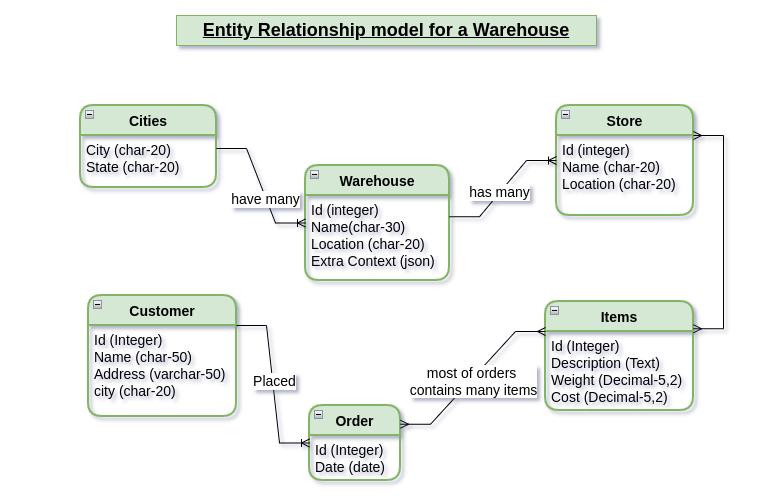 Entity Relationship model for a Warehouse
Cities
City (char-20)
State (char-20)
have many
Warehouse
Id (integer)
Name(char-30)
Location (char-20)
Extra Context (json)
has many
Store
Id (integer)
Name (char-20)
Location (char-20)
Customer
Id (Integer)
Name (char-50)
Address (varchar-50)
city (char-20)
Placed
Order
Id (Integer)
Date (date)
most of orders
contains many items
Items
Id (Integer)
Description (Text)
Weight (Decimal-5,2)
Cost (Decimal-5,2)